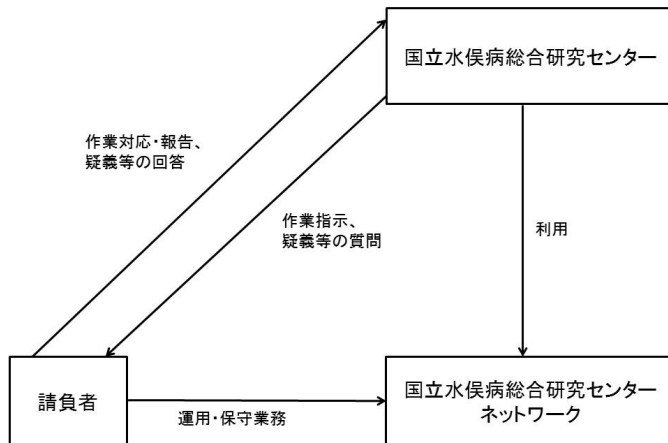 国立水俣病総合研究センター
作業対応・報告、
疑義等の回答
作業指示、
疑義等の質問
利用
請負者
運用・保守業務
国立水俣病総合研究センター
ネットワーク